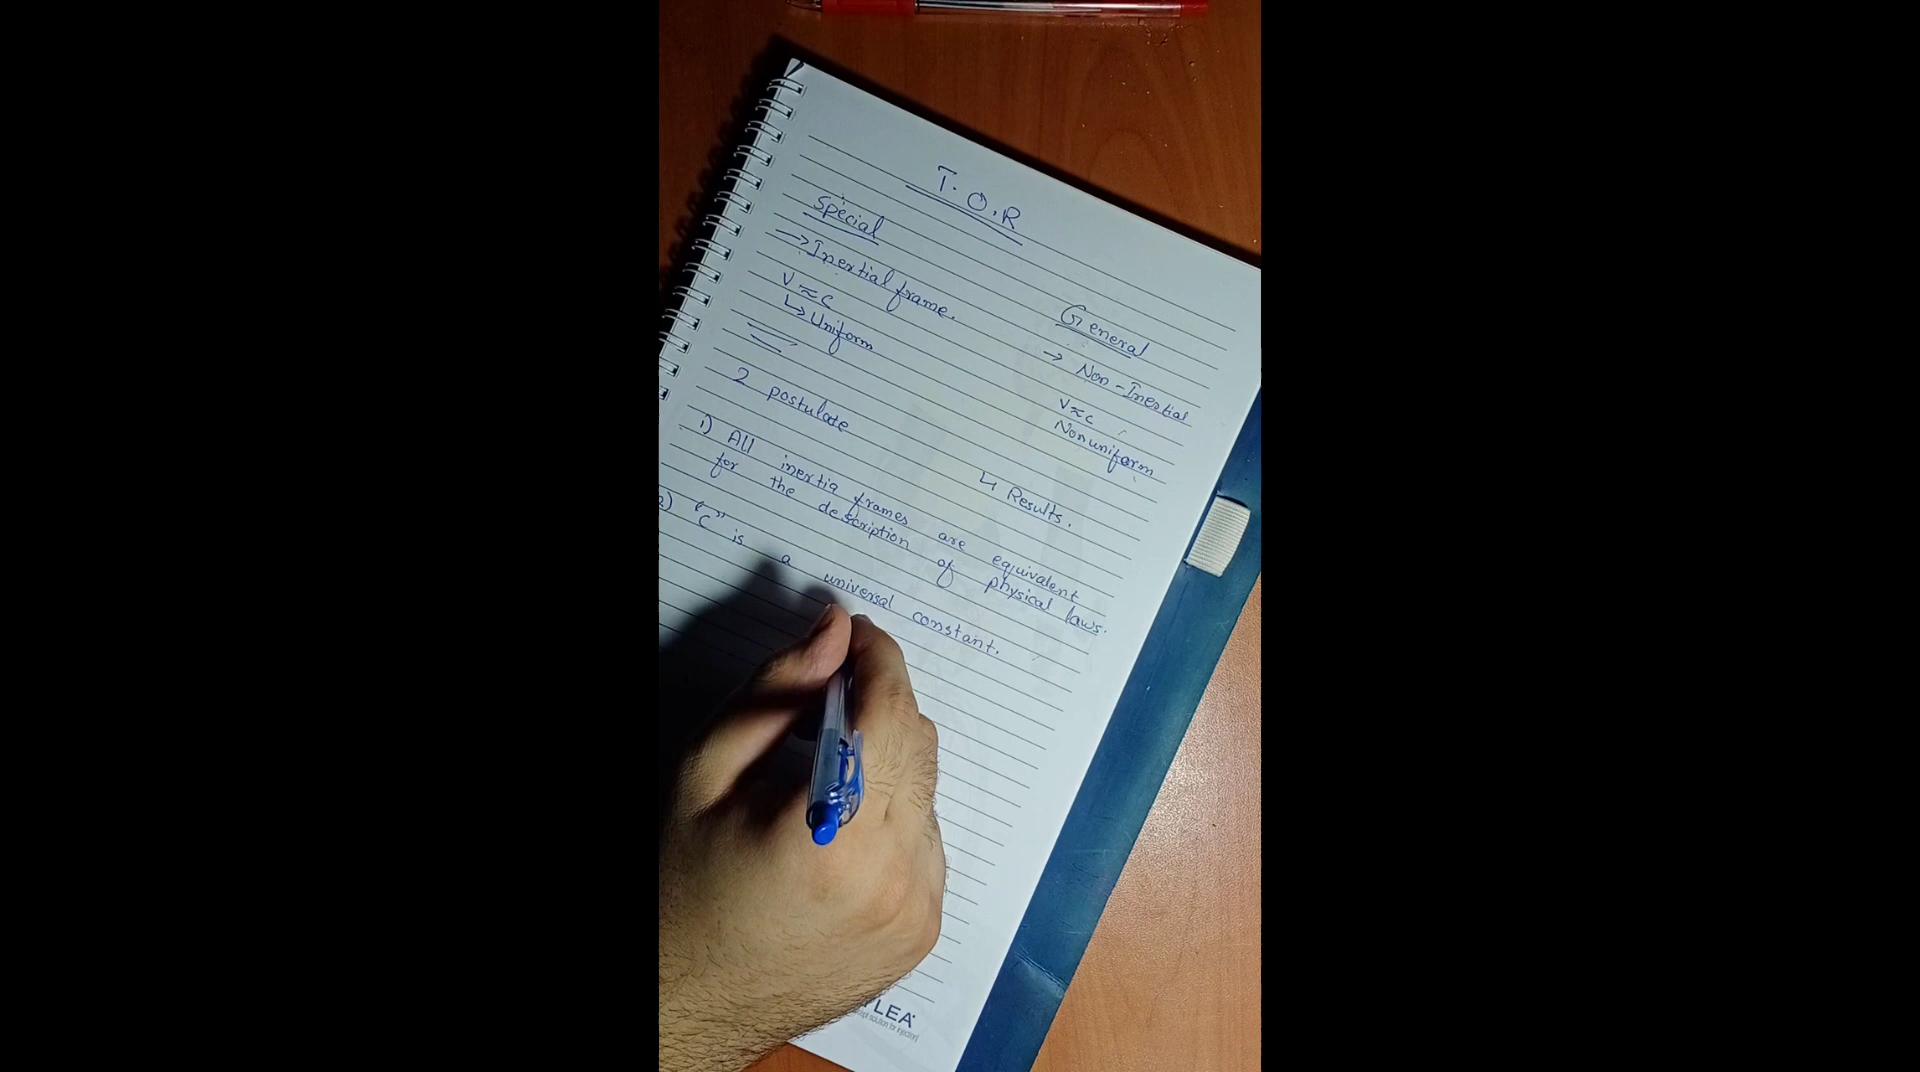 T.O.R
Special
→ Inertial frame.
V≈c
↳ Uniform
General
→ Non-Inertial
V≈c
Nonuniform
2 postulate
↳ Results.
1) All inertia frames are equivalent
for the description of physical laws.
2) "c" is a universal constant.
LEA